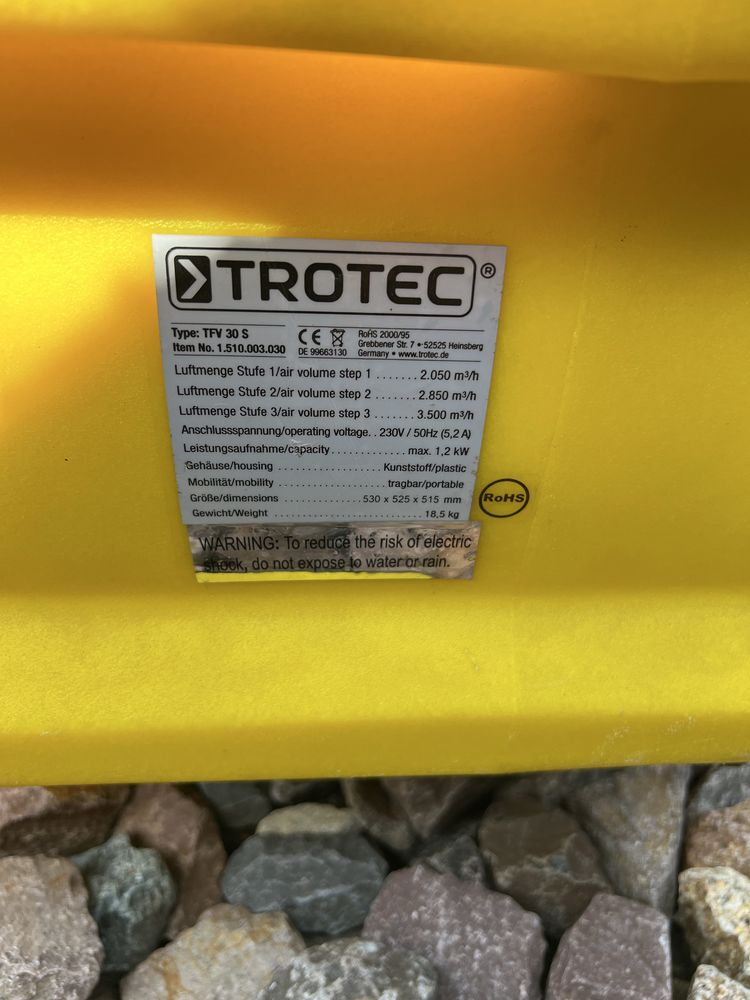 TROTEC®
Type: TFV 30 S
Item No. 1.510.003.030
CE
DE 99663130
RoHS 2000/95
Grebbener Str. 7 • 52525 Heinsberg
Germany • www.trotec.de
Luftmenge Stufe 1/air volume step 1 ....... 2.050 m³/h
Luftmenge Stufe 2/air volume step 2 ....... 2.850 m³/h
Luftmenge Stufe 3/air volume step 3 ....... 3.500 m³/h
Anschlussspannung/operating voltage.. 230V / 50Hz (5,2 A)
Leistungsaufnahme/capacity ............ max. 1,2 kW
Gehäuse/housing ................. Kunststoff/plastic
Mobilität/mobility .................. tragbar/portable
Größe/dimensions .............. 530 x 525 x 515 mm
Gewicht/Weight .......................... 18,5 kg
RoHS
WARNING: To reduce the risk of electric
shock, do not expose to water or rain.